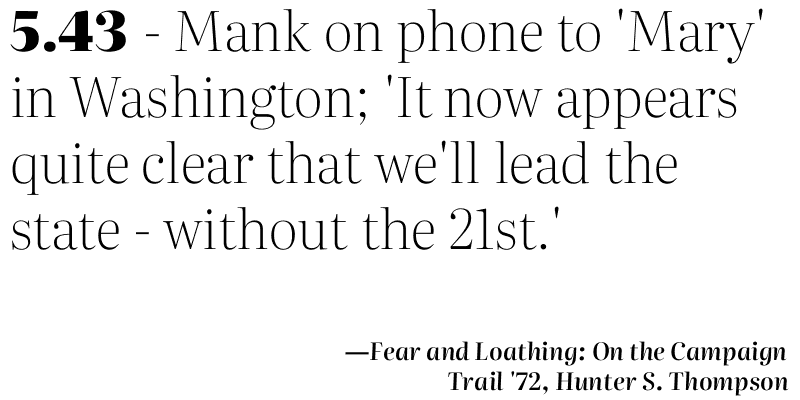 5.43 - Mank on phone to 'Mary'
in Washington; 'It now appears
quite clear that we'll lead the
state - without the 21st.'
—Fear and Loathing: On the Campaign
Trail '72, Hunter S. Thompson